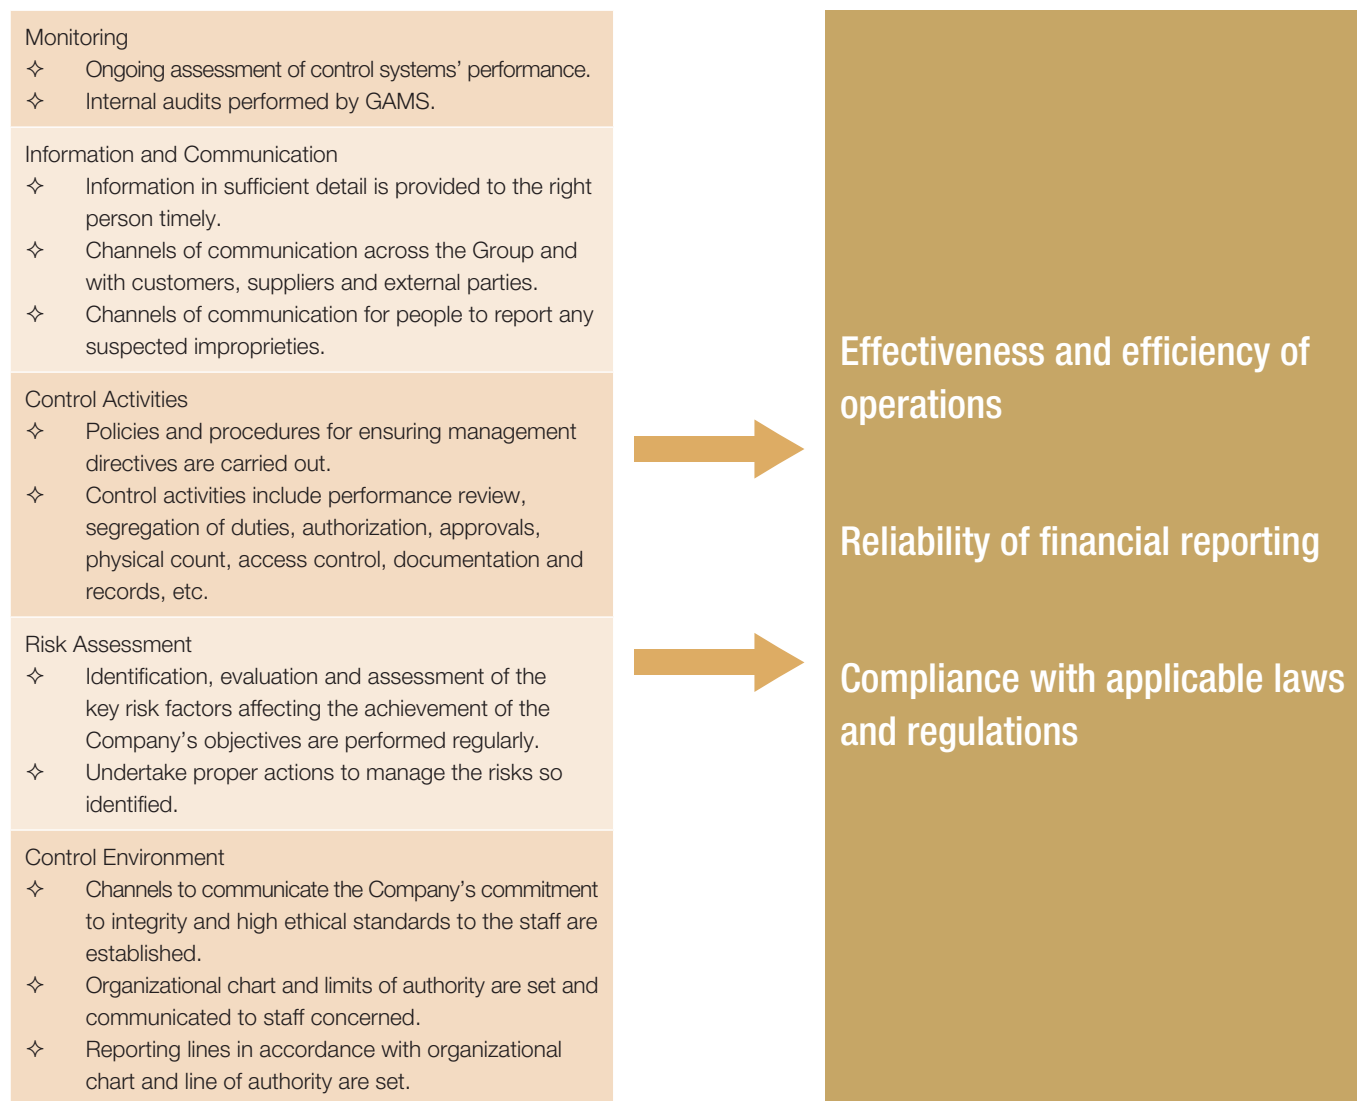 Monitoring
✧ Ongoing assessment of control systems’ performance.
✧ Internal audits performed by GAMS.
Information and Communication
✧ Information in sufficient detail is provided to the right
person timely.
✧ Channels of communication across the Group and
with customers, suppliers and external parties.
✧ Channels of communication for people to report any
suspected improprieties.
Control Activities
✧ Policies and procedures for ensuring management
directives are carried out.
✧ Control activities include performance review,
segregation of duties, authorization, approvals,
physical count, access control, documentation and
records, etc.
Risk Assessment
✧ Identification, evaluation and assessment of the
key risk factors affecting the achievement of the
Company’s objectives are performed regularly.
✧ Undertake proper actions to manage the risks so
identified.
Control Environment
✧ Channels to communicate the Company’s commitment
to integrity and high ethical standards to the staff are
established.
✧ Organizational chart and limits of authority are set and
communicated to staff concerned.
✧ Reporting lines in accordance with organizational
chart and line of authority are set.
Effectiveness and efficiency of
operations
Reliability of financial reporting
Compliance with applicable laws
and regulations